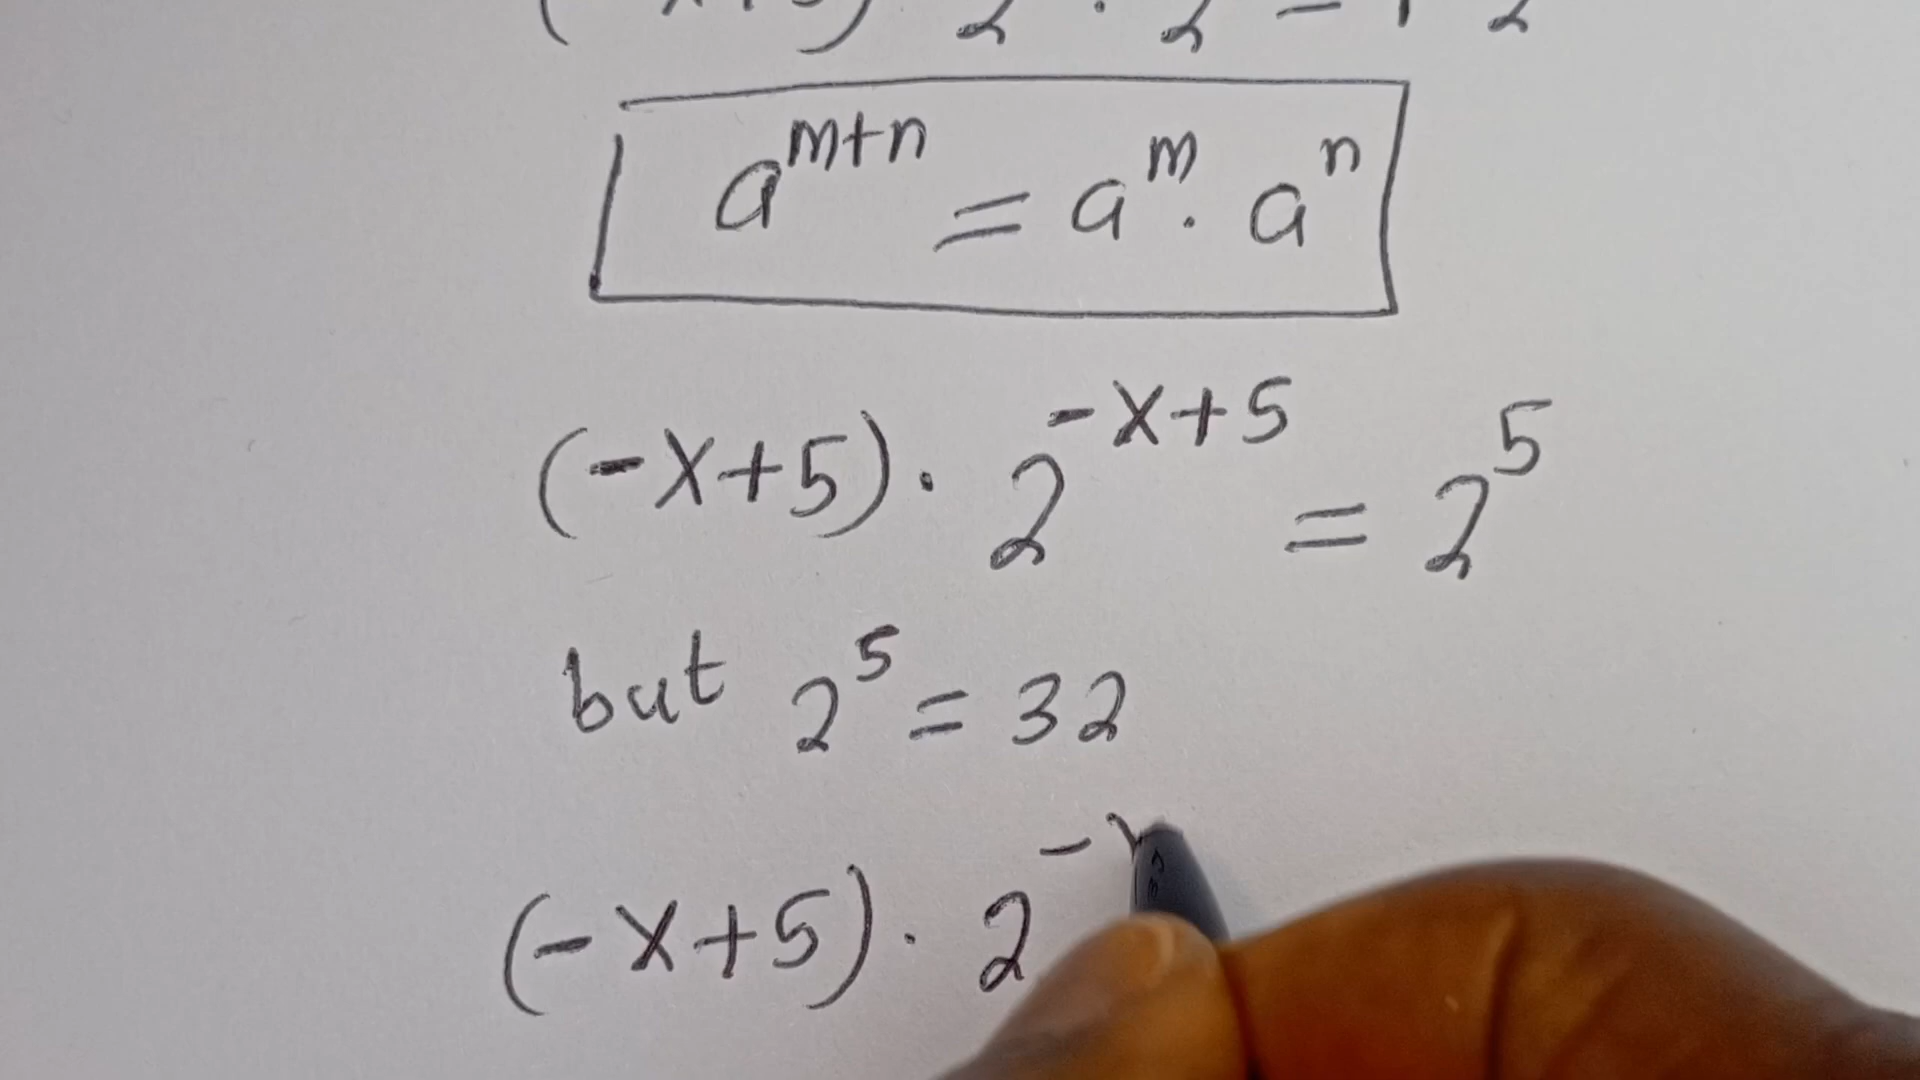 a^{m+n} = a^m . a^n
(-x+5) . 2^{-x+5} = 2^5
but 2^5 = 32
(-x+5) . 2^{-x